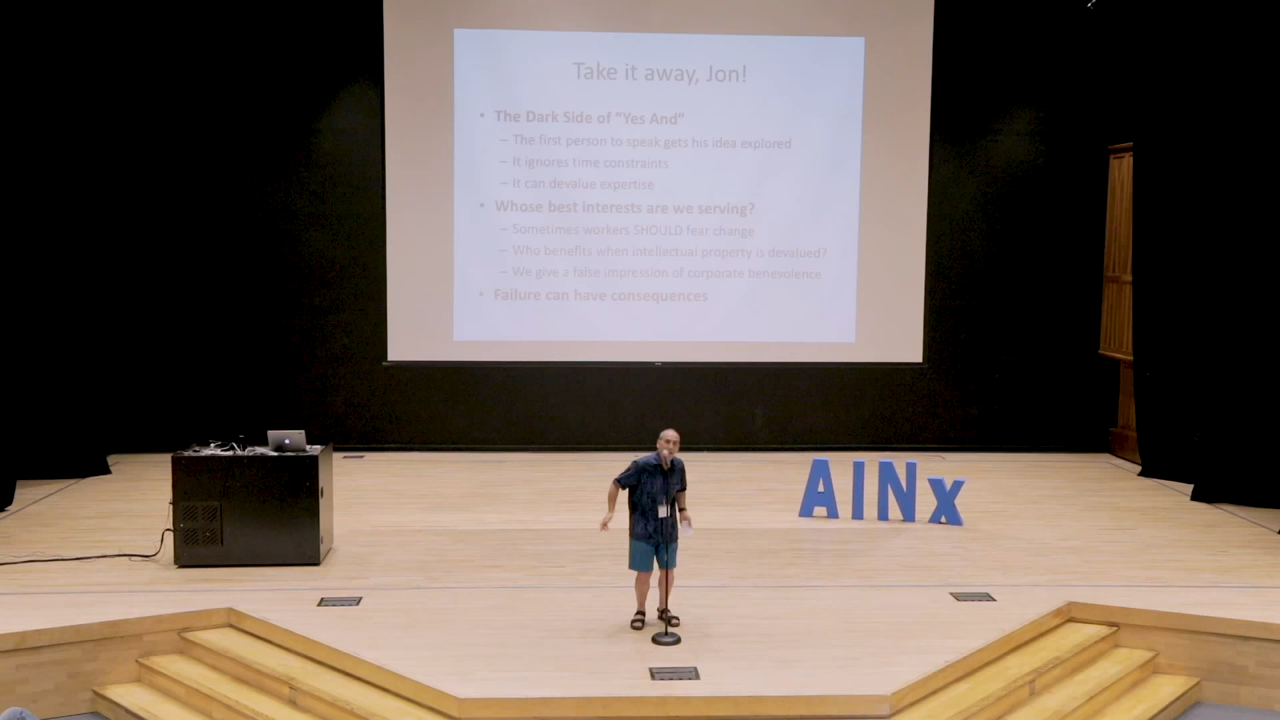 Take it away, Jon!
• The Dark Side of "Yes And"
– The first person to speak gets his idea explored
– It ignores time constraints
– It can devalue expertise
• Whose best interests are we serving?
– Sometimes workers SHOULD fear change
– Who benefits when intellectual property is devalued?
– We give a false impression of corporate benevolence
• Failure can have consequences
AINx